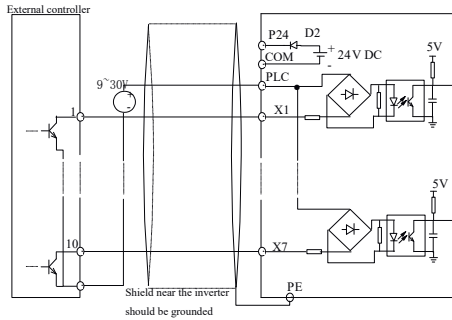 External controller
P24
D2
+
-
24V DC
COM
5V
PLC
9~30V
+
-
1
X1
5V
10
X7
PE
Shield near the inverter
should be grounded